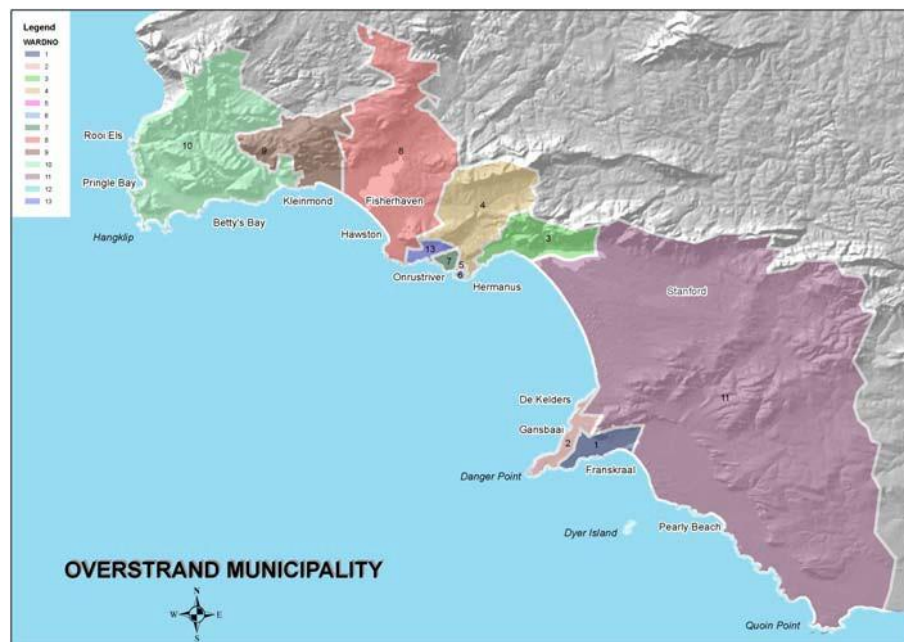 Legend
WARDNO
1
2
3
4
5
6
7
8
9
10
11
12
13
Rooi Els
10
9
8
Pringle Bay
Kleinmond
Fisherhaven
4
Betty's Bay
Hangklip
Hawston
13
3
7
5
Onrustriver
6
Hermanus
Stanford
De Kelders
11
Gansbaai
2
1
Franskraal
Danger Point
Dyer Island
Pearly Beach
OVERSTRAND MUNICIPALITY
N
W
E
S
Quoin Point